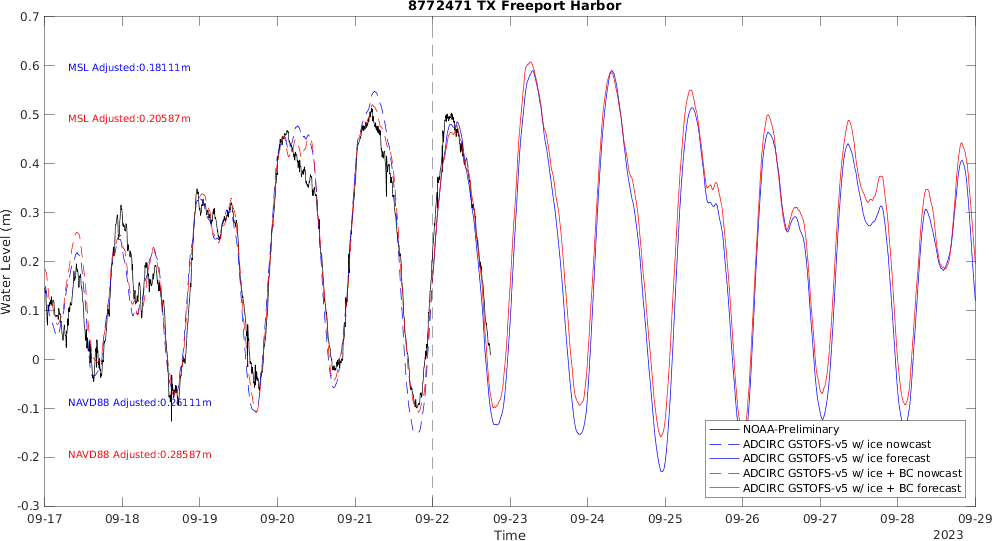 8772471 TX Freeport Harbor
0.7
0.6
0.5
0.4
0.3
0.2
0.1
0
-0.1
-0.2
-0.3
Water Level (m)
MSL Adjusted:0.18111m
MSL Adjusted:0.20587m
NAVD88 Adjusted:0.26111m
NAVD88 Adjusted:0.28587m
NOAA-Preliminary
ADCIRC GSTOFS-v5 w/ ice nowcast
ADCIRC GSTOFS-v5 w/ ice forecast
ADCIRC GSTOFS-v5 w/ ice + BC nowcast
ADCIRC GSTOFS-v5 w/ ice + BC forecast
09-17 09-18 09-19 09-20 09-21 09-22 09-23 09-24 09-25 09-26 09-27 09-28 09-29
Time
2023